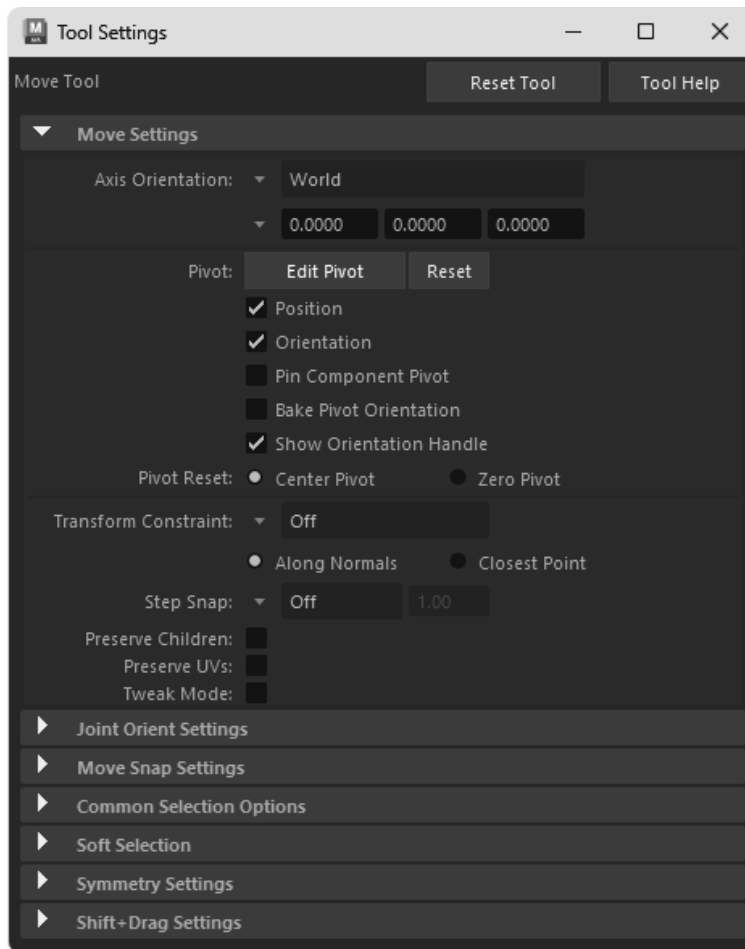 Tool Settings
Move Tool Reset Tool Tool Help
Move Settings
Axis Orientation: World
0.0000 0.0000 0.0000
Pivot: Edit Pivot Reset
Position
Orientation
Pin Component Pivot
Bake Pivot Orientation
Show Orientation Handle
Pivot Reset: Center Pivot Zero Pivot
Transform Constraint: Off
Along Normals Closest Point
Step Snap: Off 1.00
Preserve Children:
Preserve UVs:
Tweak Mode:
Joint Orient Settings
Move Snap Settings
Common Selection Options
Soft Selection
Symmetry Settings
Shift+Drag Settings